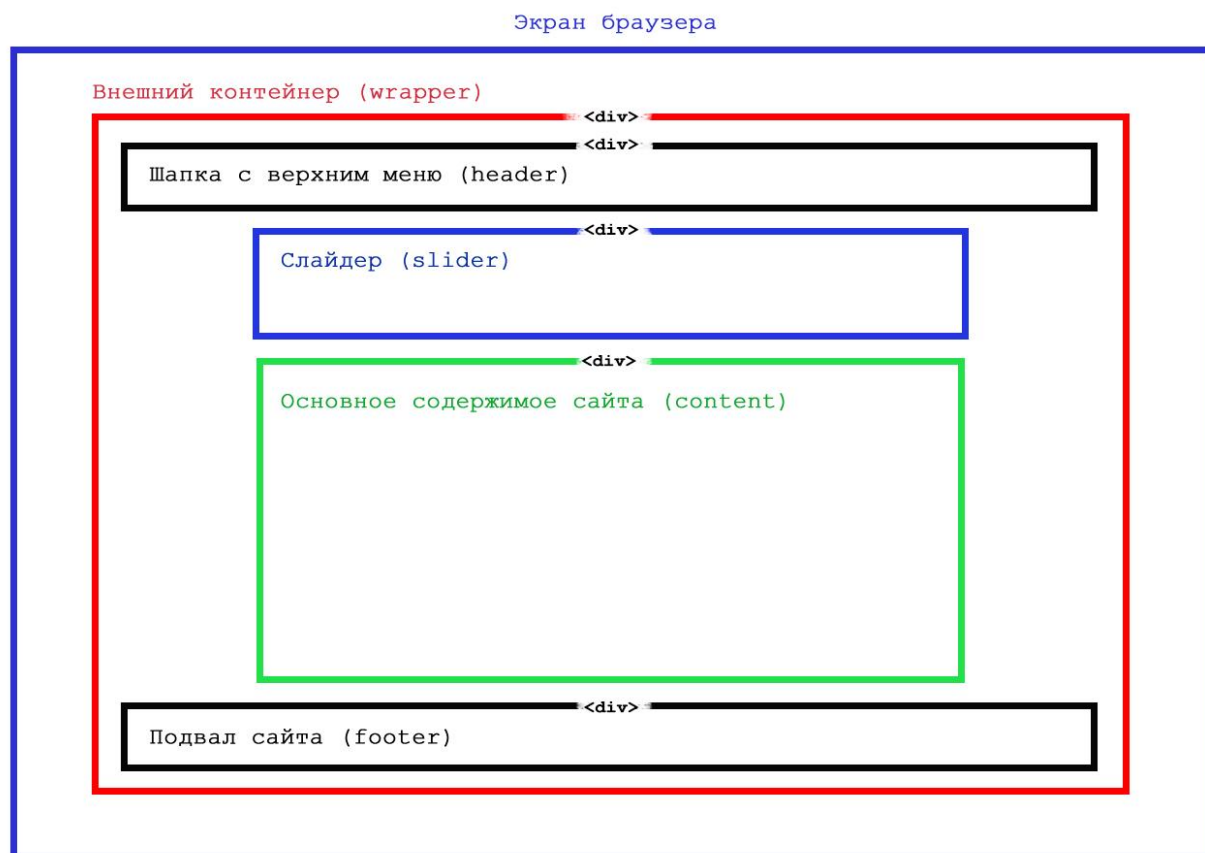 Экран браузера
Внешний контейнер (wrapper)
<div>
<div>
Шапка с верхним меню (header)
<div>
Слайдер (slider)
<div>
Основное содержимое сайта (content)
<div>
Подвал сайта (footer)